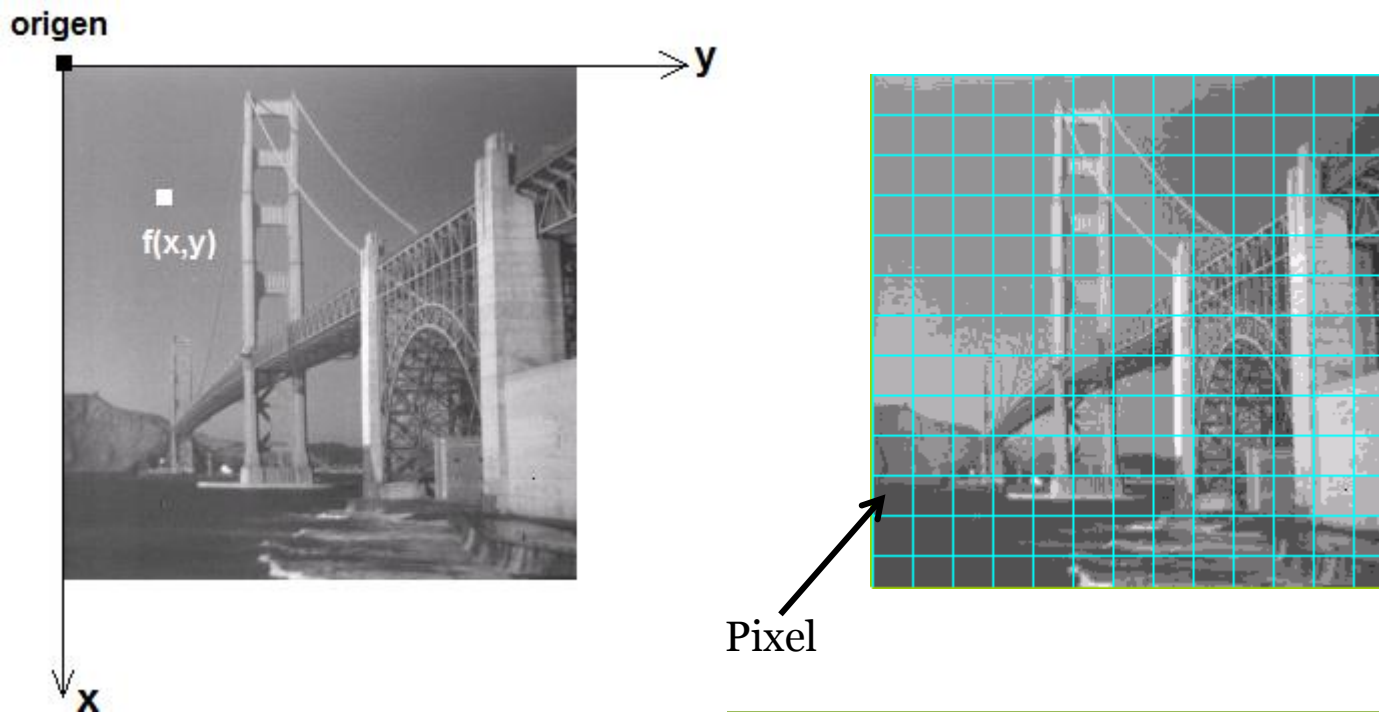 origen
y
f(x,y)
x
Pixel